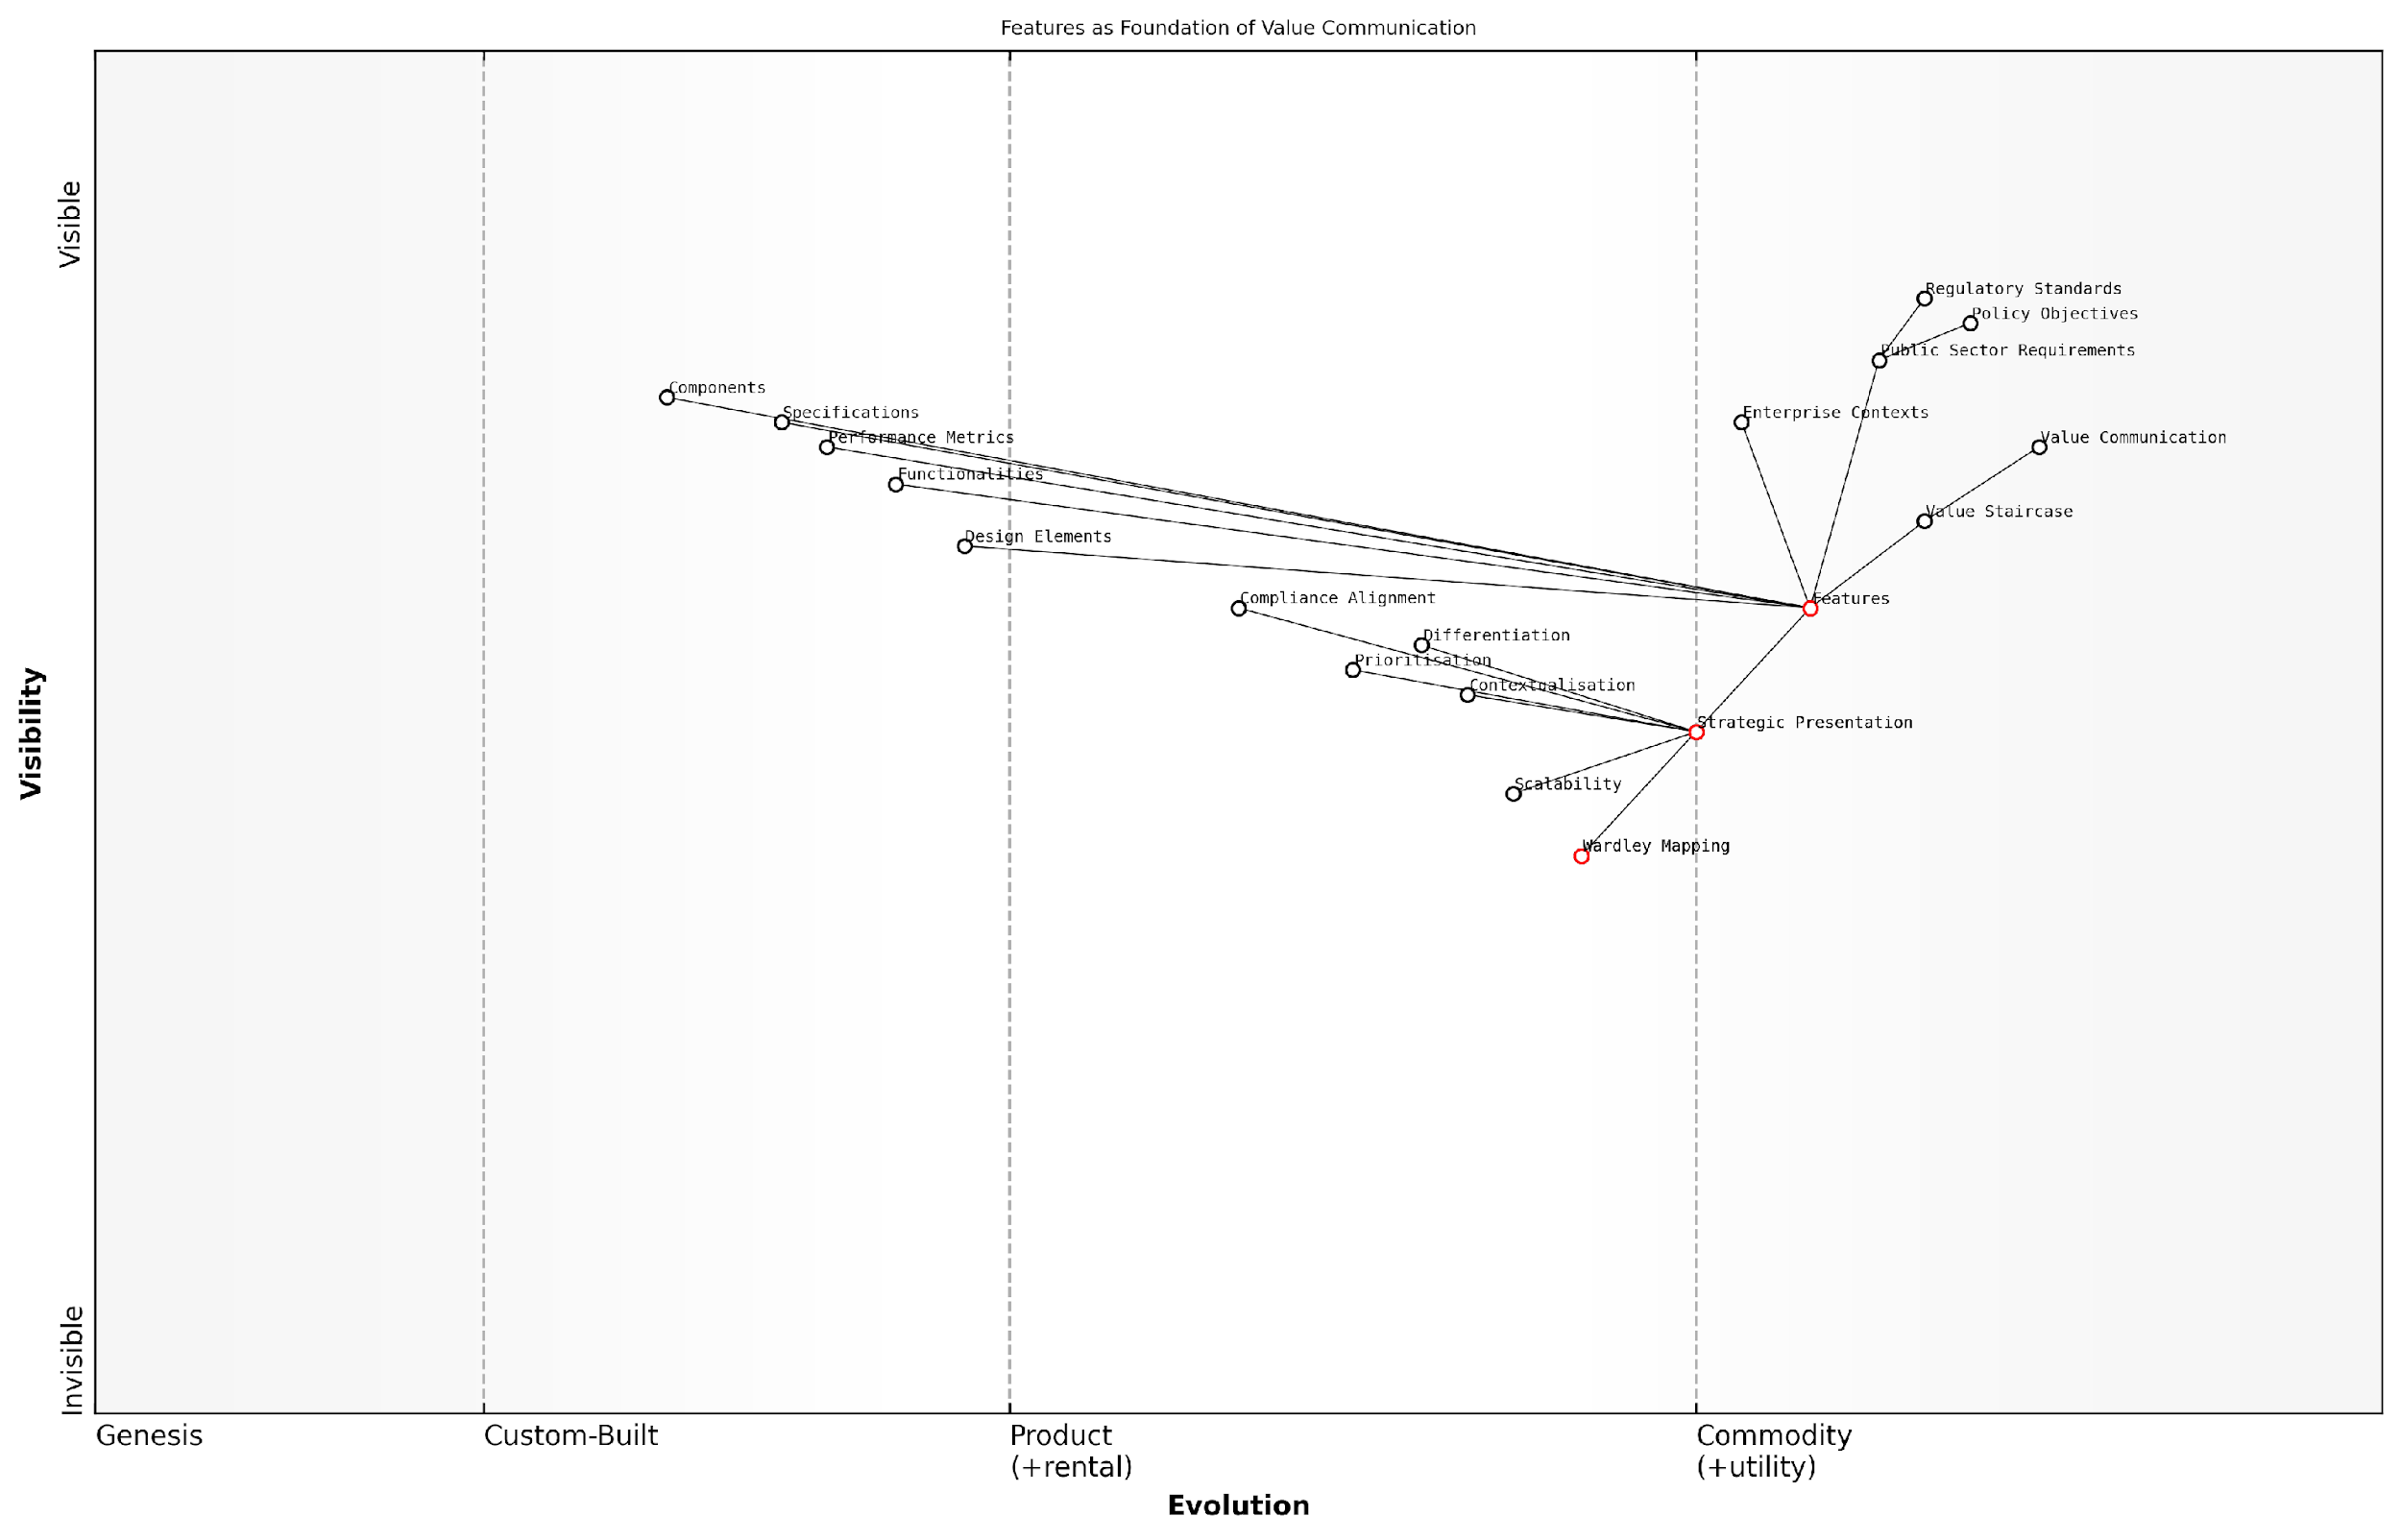 Features as Foundation of Value Communication
Visible
Regulatory Standards
Policy Objectives
Public Sector Requirements
Components
Specifications
Enterprise Contexts
Performance Metrics
Value Communication
Functionalities
Value Staircase
Design Elements
Compliance Alignment
Features
Differentiation
Prioritisation
Contextualisation
Strategic Presentation
Scalability
Wardley Mapping
Visibility
Invisible
Genesis
Custom-Built
Product
(+rental)
Commodity
(+utility)
Evolution